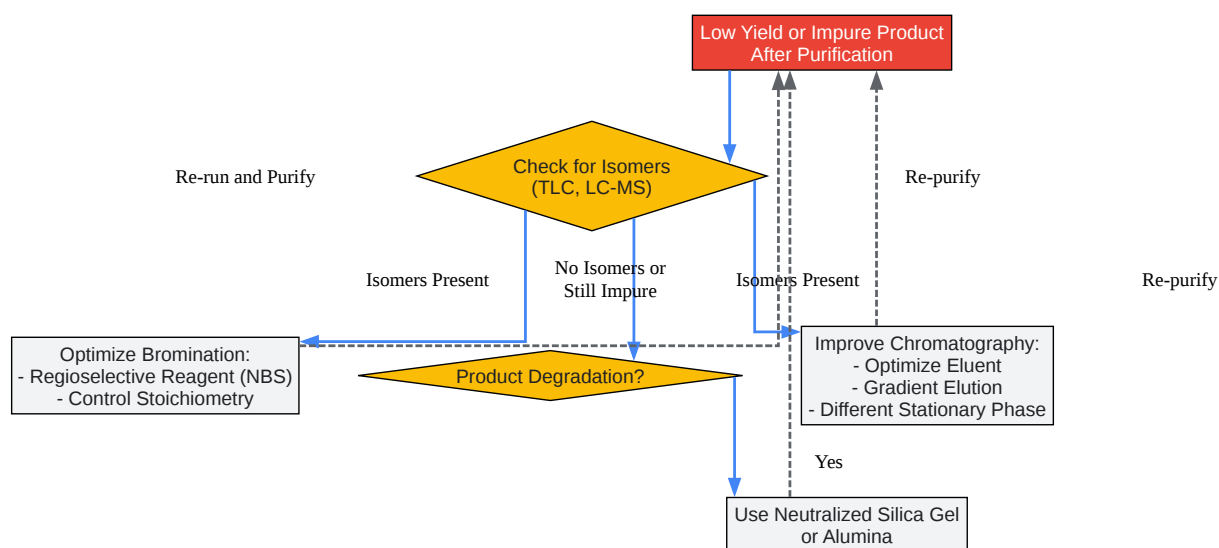 Low Yield or Impure Product
After Purification
Check for Isomers
(TLC, LC-MS)
Re-run and Purify
Re-purify
Isomers Present
No Isomers or
Still Impure
Isomers Present
Re-purify
Optimize Bromination:
- Regioselective Reagent (NBS)
- Control Stoichiometry
Product Degradation?
Improve Chromatography:
- Optimize Eluent
- Gradient Elution
- Different Stationary Phase
Yes
Use Neutralized Silica Gel
or Alumina